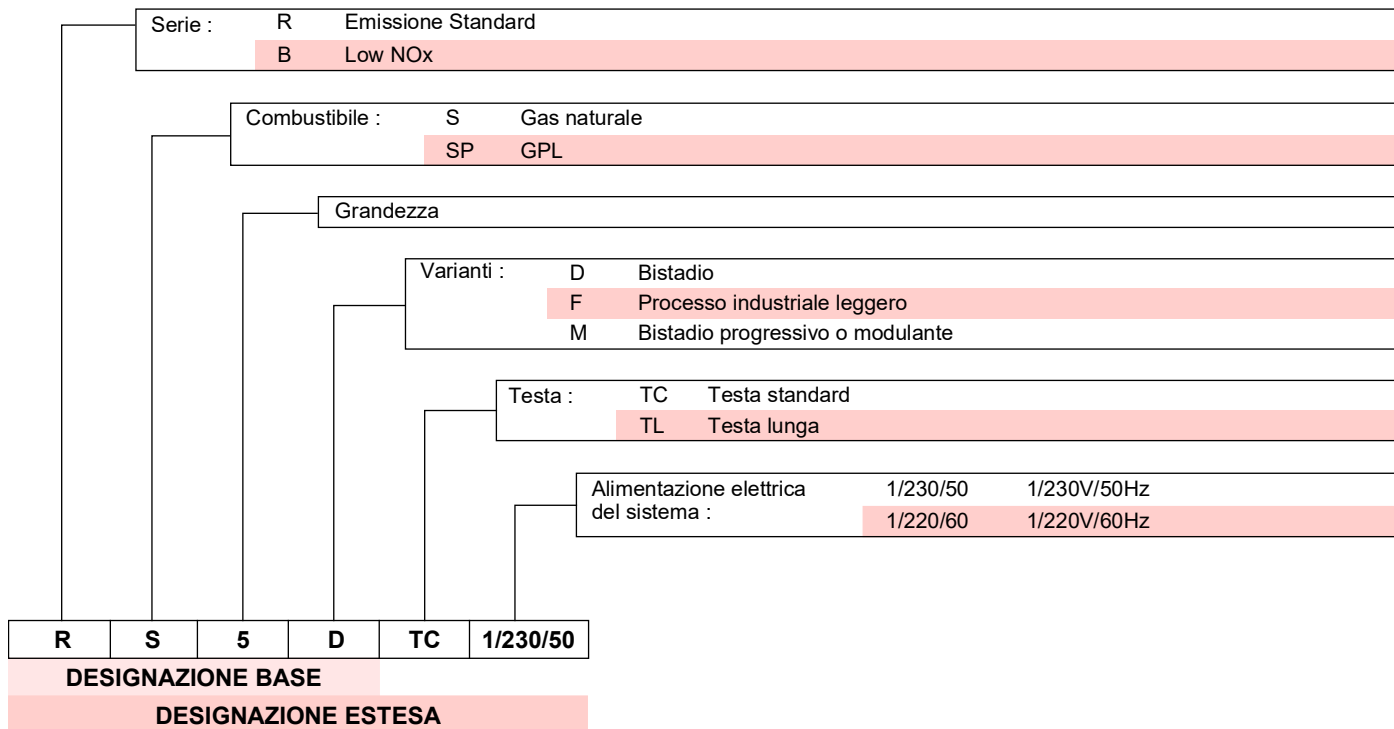 Serie : R Emissione Standard
B Low NOx
Combustibile : S Gas naturale
SP GPL
Grandezza
Varianti : D Bistadio
F Processo industriale leggero
M Bistadio progressivo o modulante
Testa : TC Testa standard
TL Testa lunga
Alimentazione elettrica 1/230/50 1/230V/50Hz
del sistema : 1/220/60 1/220V/60Hz
R S 5 D TC 1/230/50
DESIGNAZIONE BASE
DESIGNAZIONE ESTESA